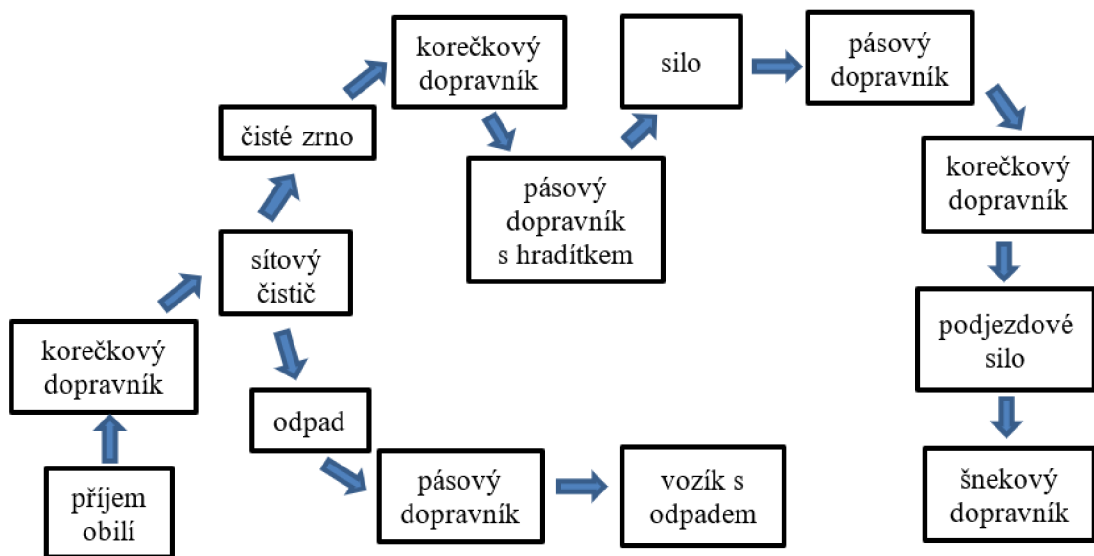 příjem
obilí
korečkový
dopravník
sítový
čistič
čisté zrno
korečkový
dopravník
pásový
dopravník
s hradítkem
silo
pásový
dopravník
korečkový
dopravník
podjezdové
silo
šnekový
dopravník
odpad
pásový
dopravník
vozík s
odpadem